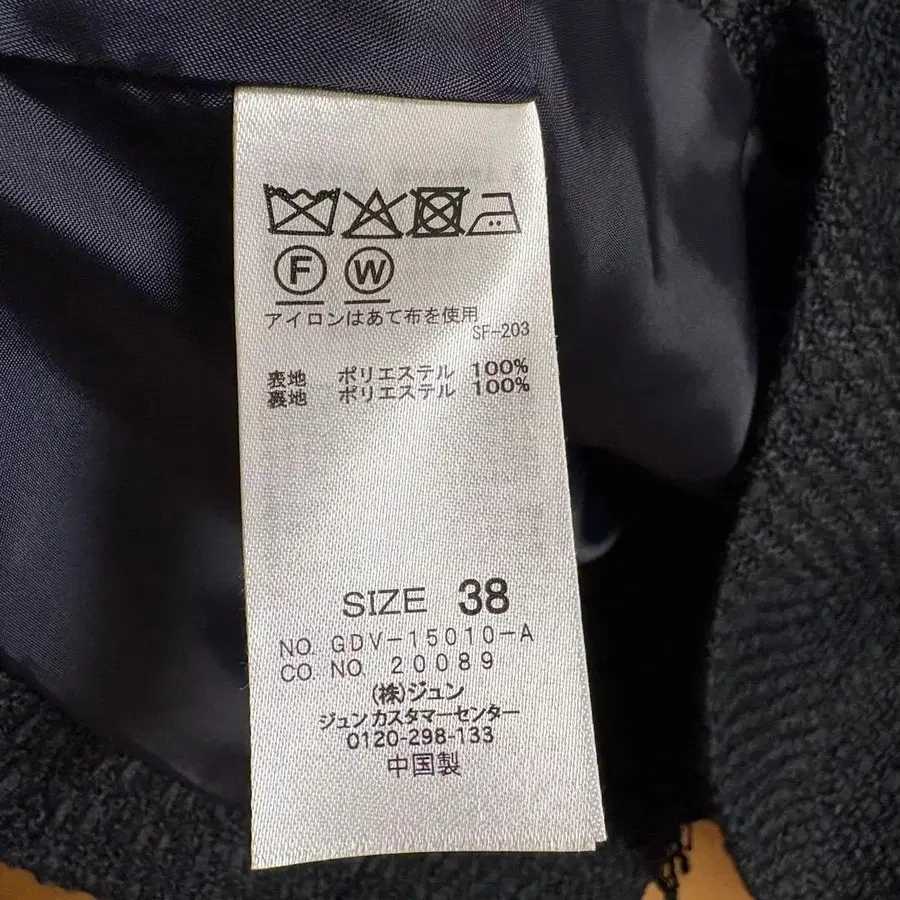 F W
アイロンはあて布を使用
SF-203
表地 ポリエステル 100%
裏地 ポリエステル 100%
SIZE 38
NO. GDV-15010-A
CO NO. 20089
(株)ジュン
ジュンカスタマーセンター
0120-298-133
中国製